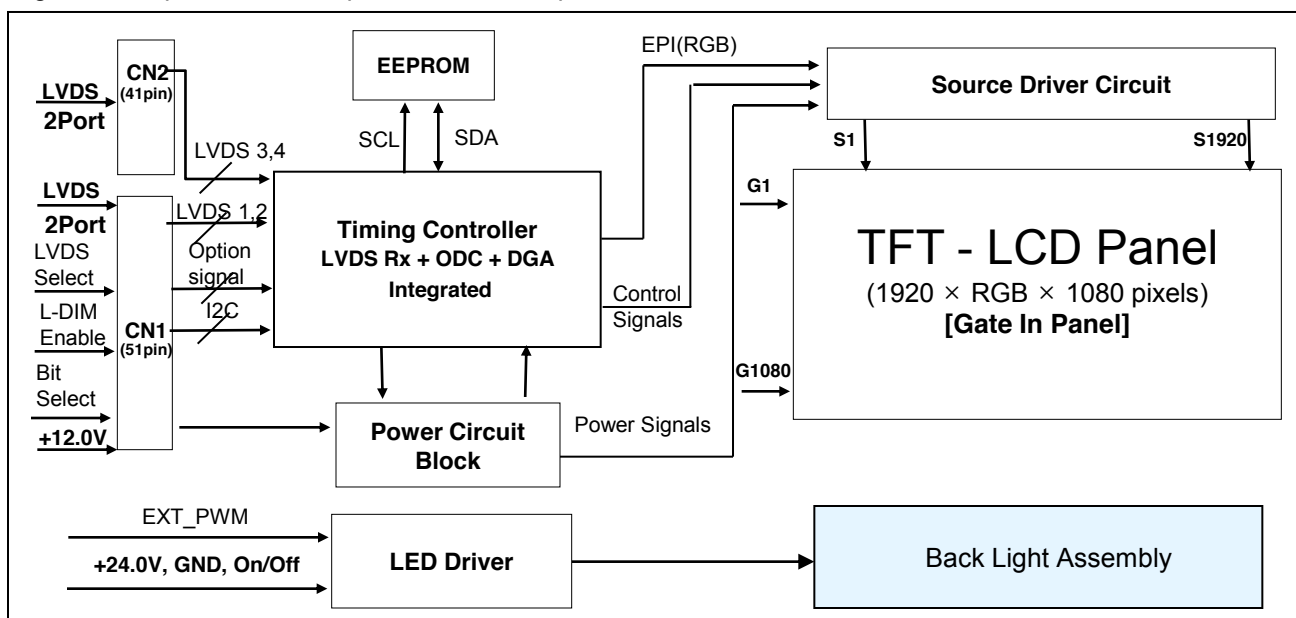 EPI(RGB)
CN2
(41pin)
LVDS
2Port
EEPROM
Source Driver Circuit
SCL
SDA
S1
S1920
LVDS 3,4
LVDS
2Port
LVDS 1,2
G1
Timing Controller
LVDS Rx + ODC + DGA
Integrated
TFT - LCD Panel
(1920 × RGB × 1080 pixels)
[Gate In Panel]
LVDS
Select
Option
signal
I2C
Control
Signals
L-DIM
Enable
CN1
(51pin)
Bit
Select
+12.0V
G1080
Power Circuit
Block
Power Signals
EXT_PWM
+24.0V, GND, On/Off
LED Driver
Back Light Assembly